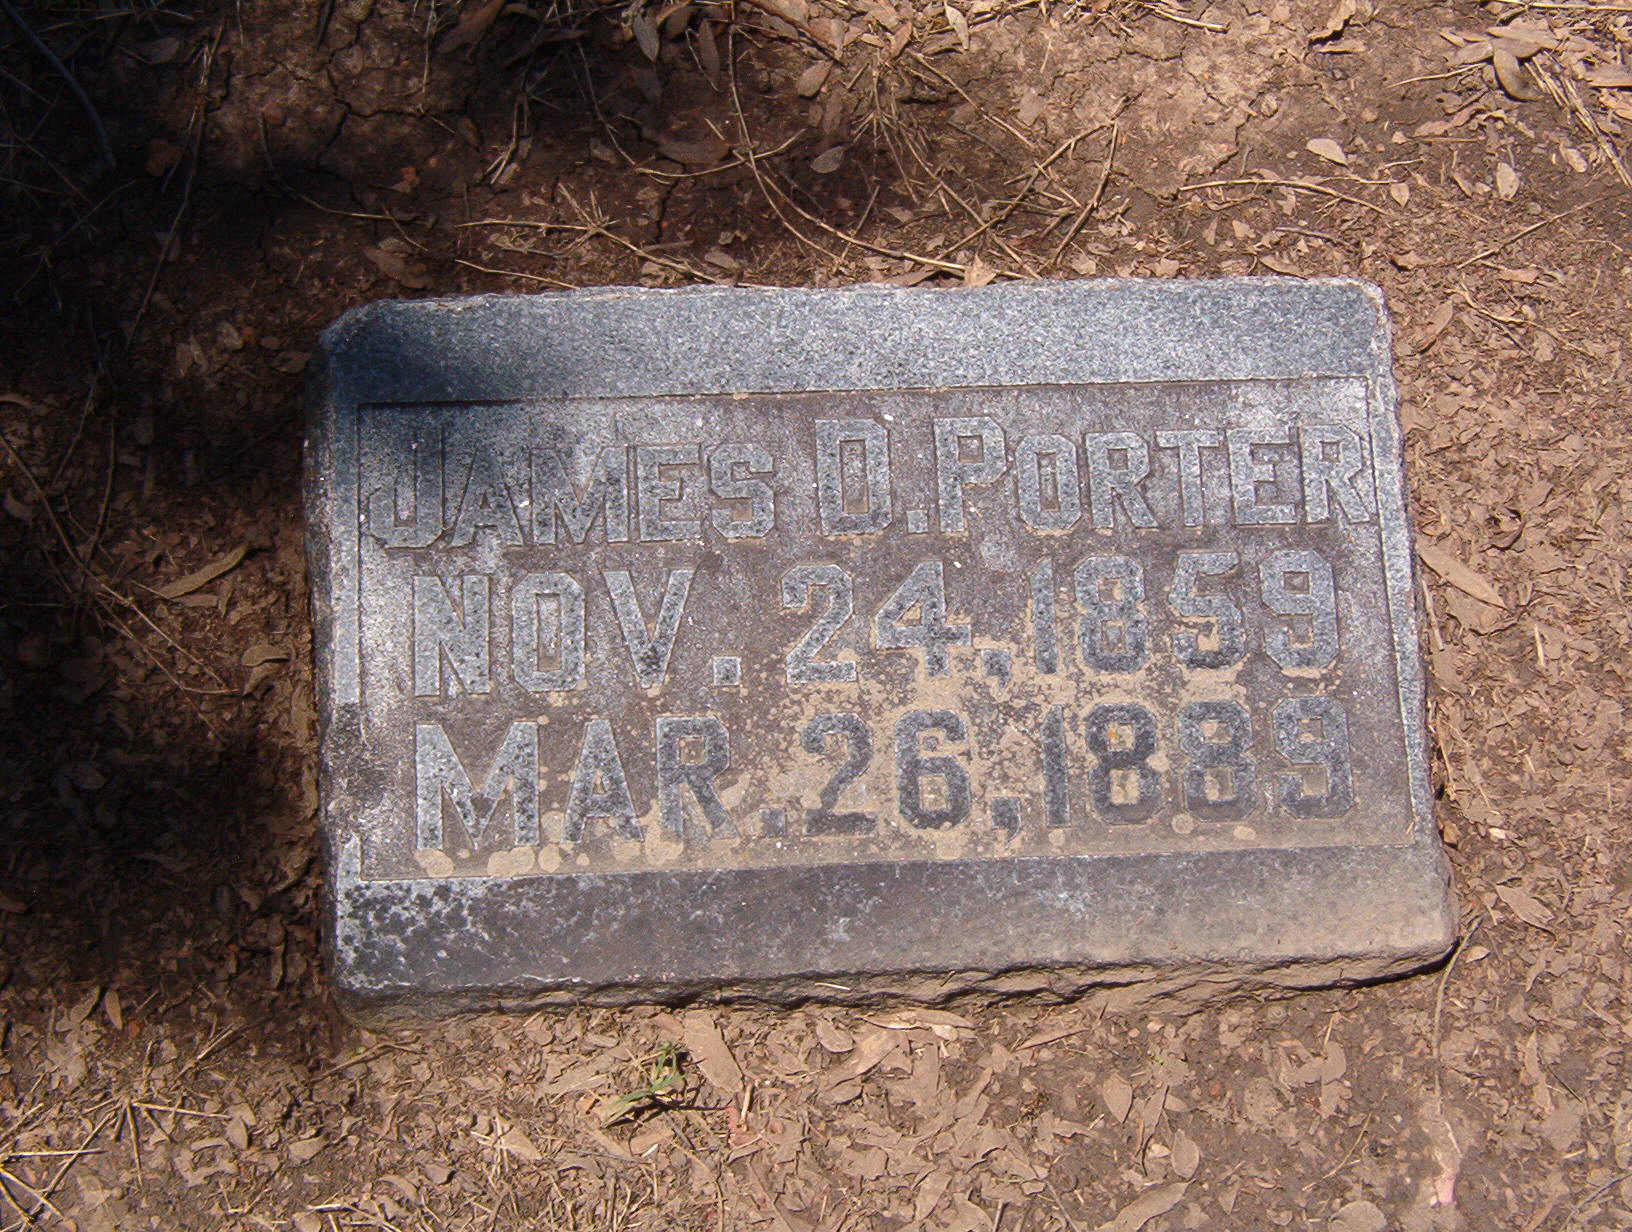 JAMES D. PORTER
NOV. 24, 1859
MAR. 26, 1889